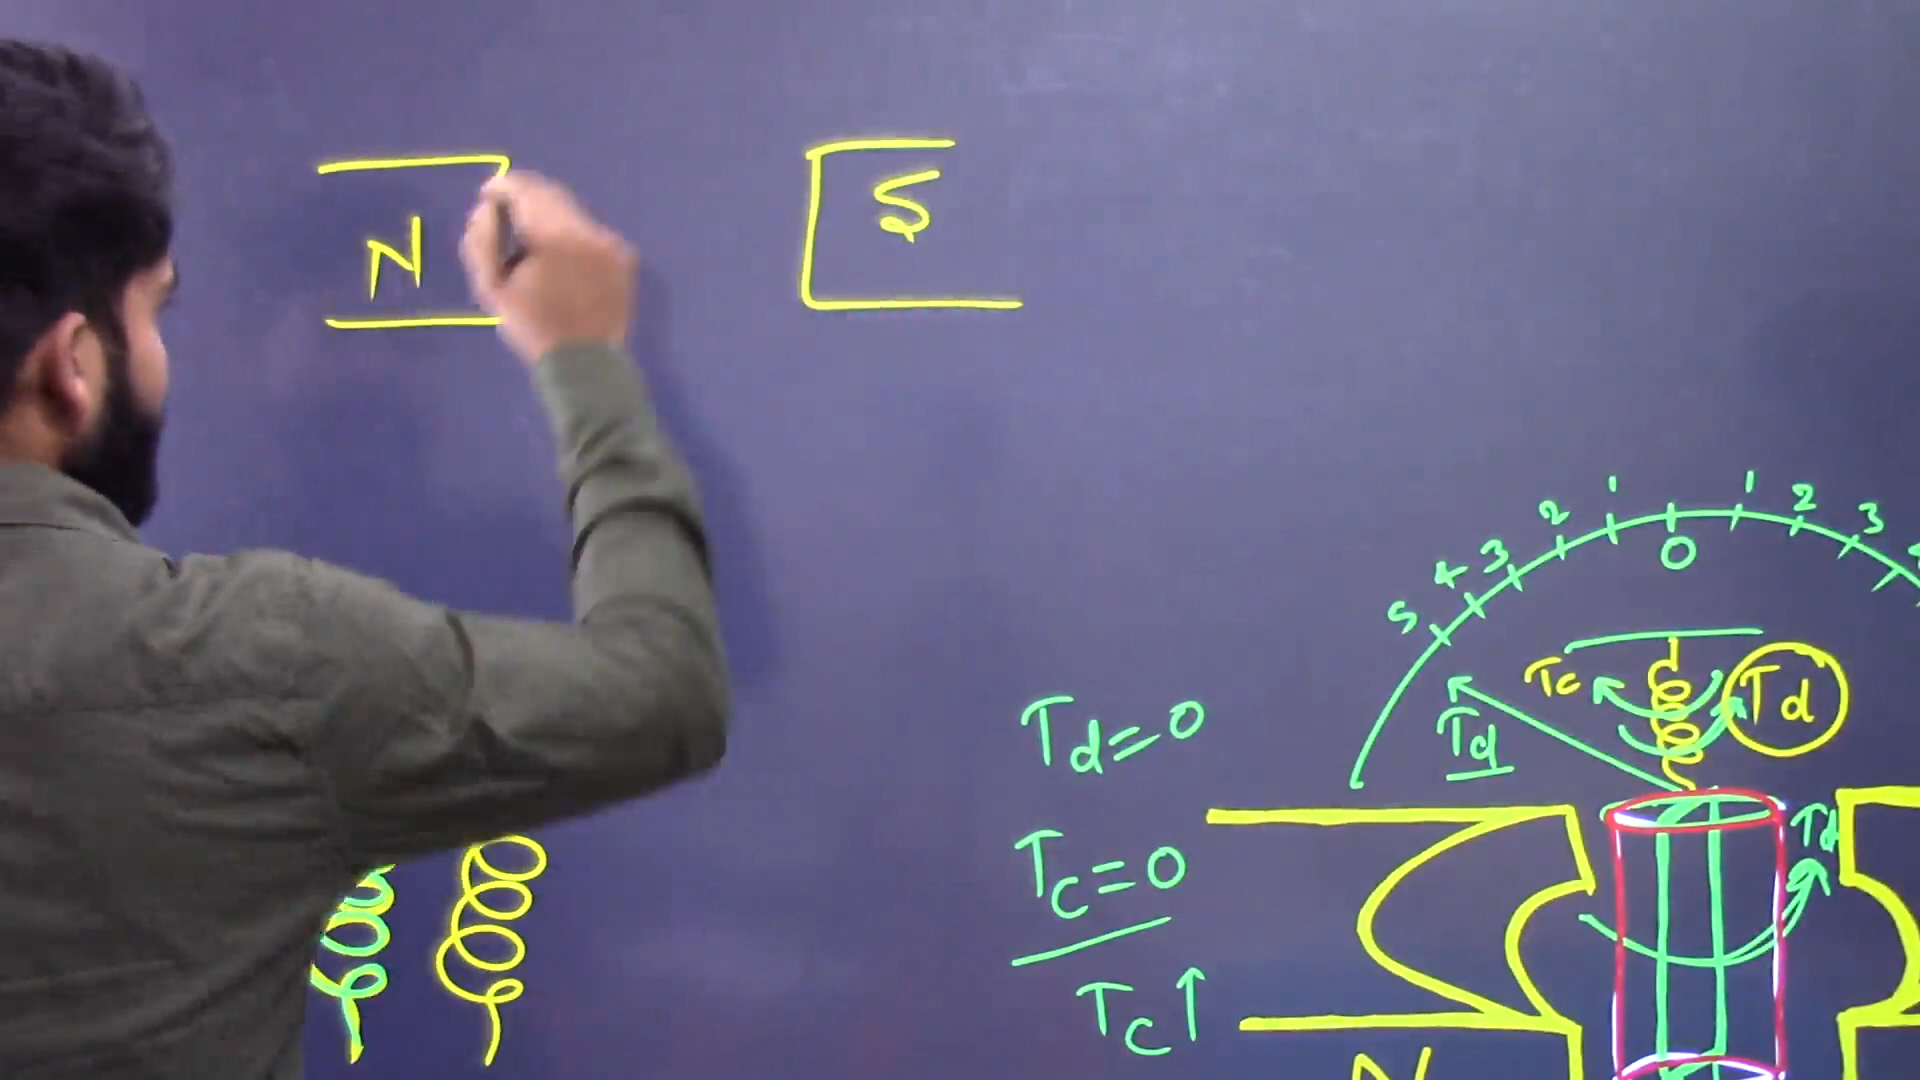 N
S
5 4 3 2 1 0 1 2 3
Tc
Td
Td
Td = 0
Td
Tc = 0
Tc ↑
N